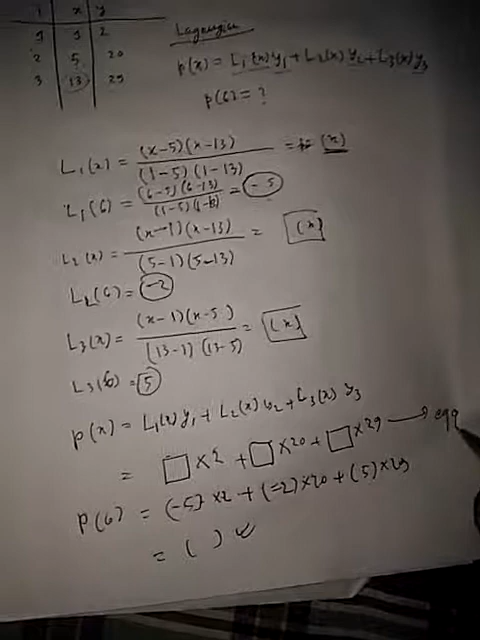 i x y
1 1 2
2 5 20
3 13 29
Lagrange
p(x) = L₁(x)y₁ + L₂(x)y₂ + L₃(x)y₃
p(6) = ?
L₁(x) = (x-5)(x-13) / (1-5)(1-13) = (x)
L₁(6) = (6-5)(6-13) / (1-5)(1-13) = -5
L₂(x) = (x-1)(x-13) / (5-1)(5-13) = (x)
L₂(6) = -2
L₃(x) = (x-1)(x-5) / (13-1)(13-5) = (x)
L₃(6) = 5
p(x) = L₁(x)y₁ + L₂(x)y₂ + L₃(x)y₃
= □ × 2 + □ × 20 + □ × 29 → eqn
p(6) = (-5) × 2 + (-2) × 20 + (5) × 29
= ( )